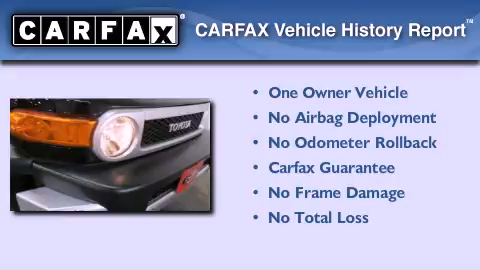 CARFAX®
CARFAX Vehicle History Report™
• One Owner Vehicle
• No Airbag Deployment
• No Odometer Rollback
• Carfax Guarantee
• No Frame Damage
• No Total Loss
TOYOTA